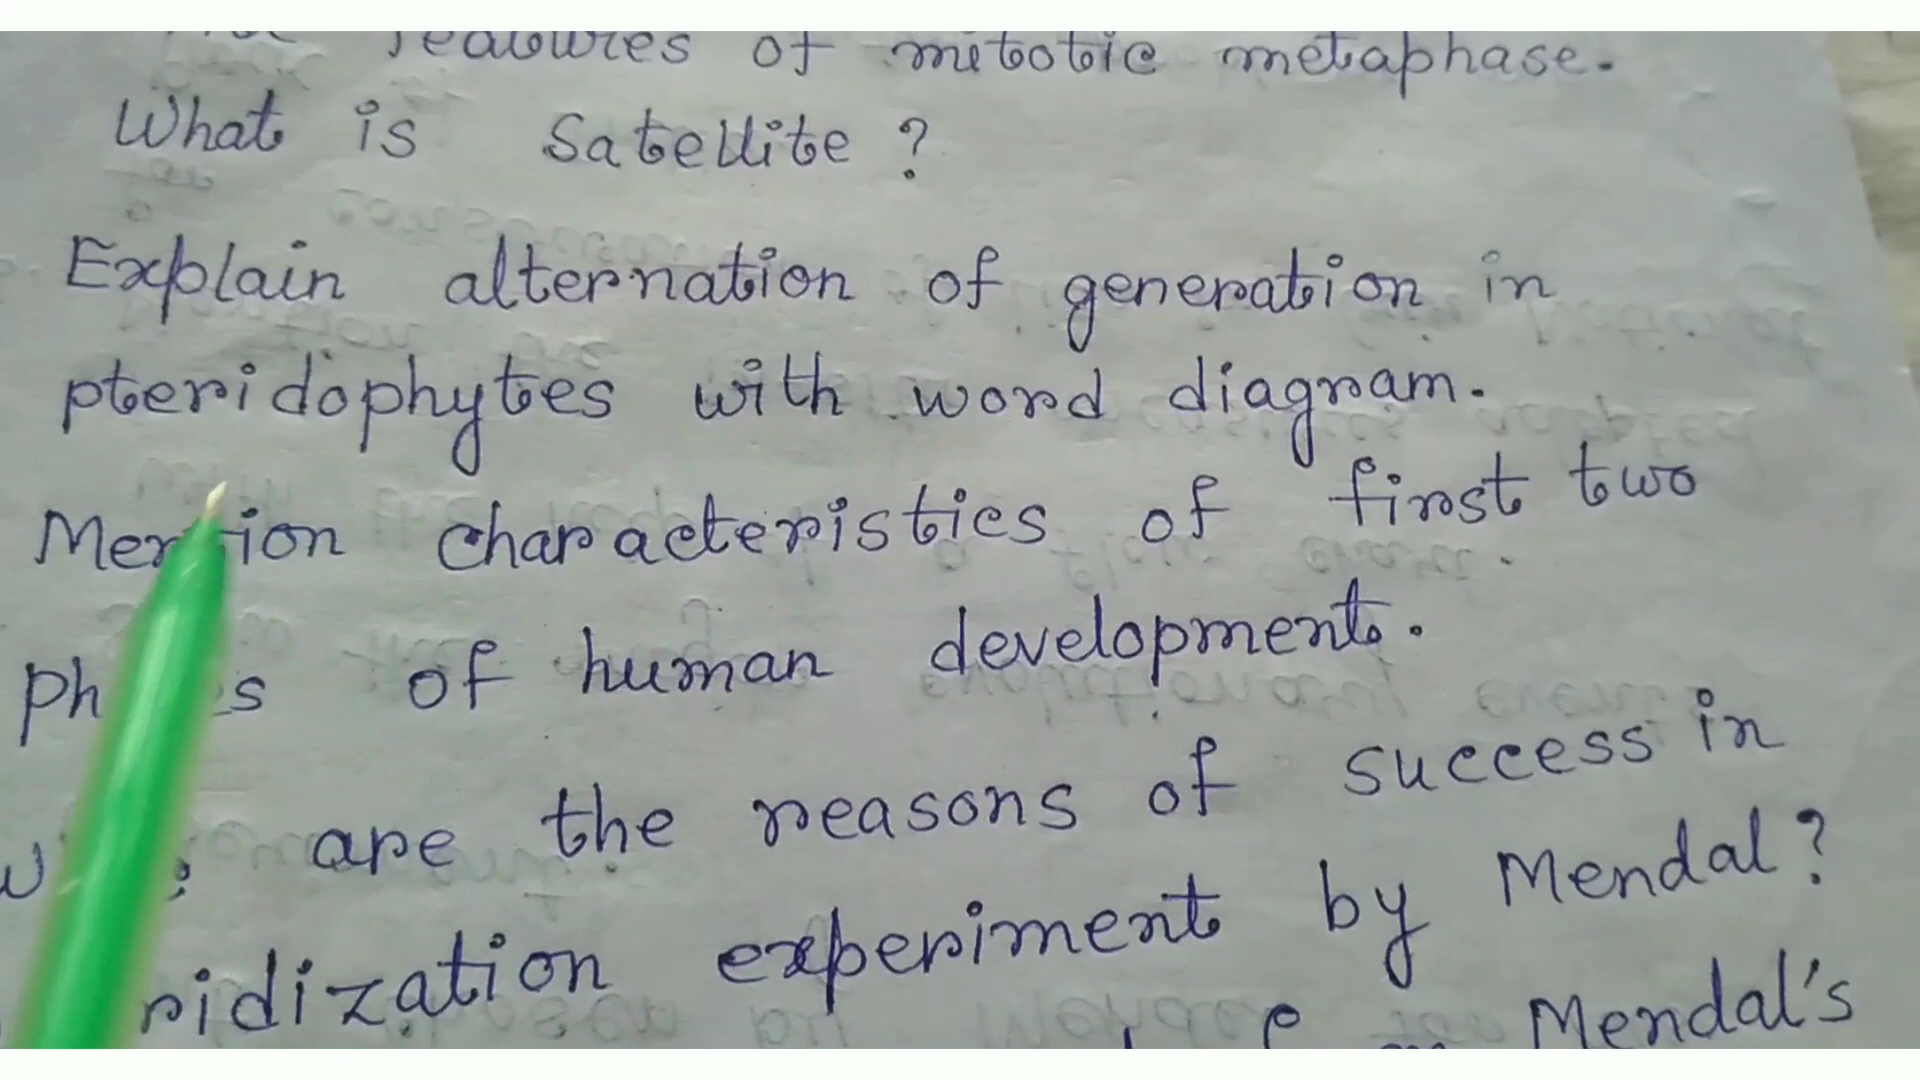 features of mitotic metaphase.
What is Satellite?
Explain alternation of generation in
pteridophytes with word diagram.
Mention characteristics of first two
of human development.
are the reasons of success in
experiment by Mendal?
Mendal's